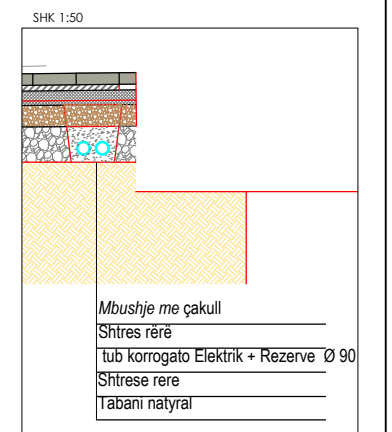 SHK 1:50
Mbushje me çakull
Shtres rërë
tub korrogato Elektrik + Rezerve Ø 90
Shtrese rere
Tabani natyral